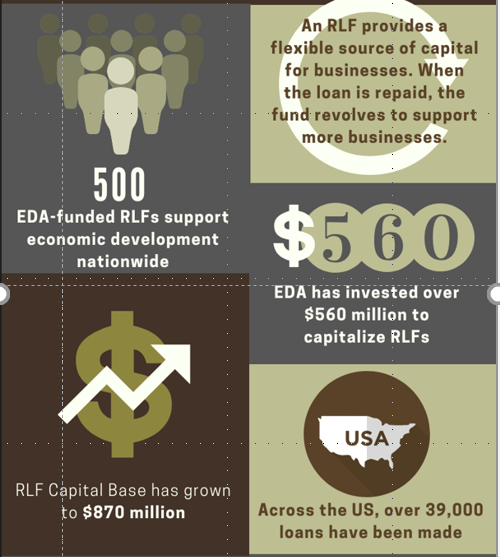 500
EDA-funded RLFs support
economic development
nationwide
An RLF provides a
flexible source of capital
for businesses. When
the loan is repaid, the
fund revolves to support
more businesses.
$560
EDA has invested over
$560 million to
capitalize RLFs
$
RLF Capital Base has grown
to $870 million
USA
Across the US, over 39,000
loans have been made